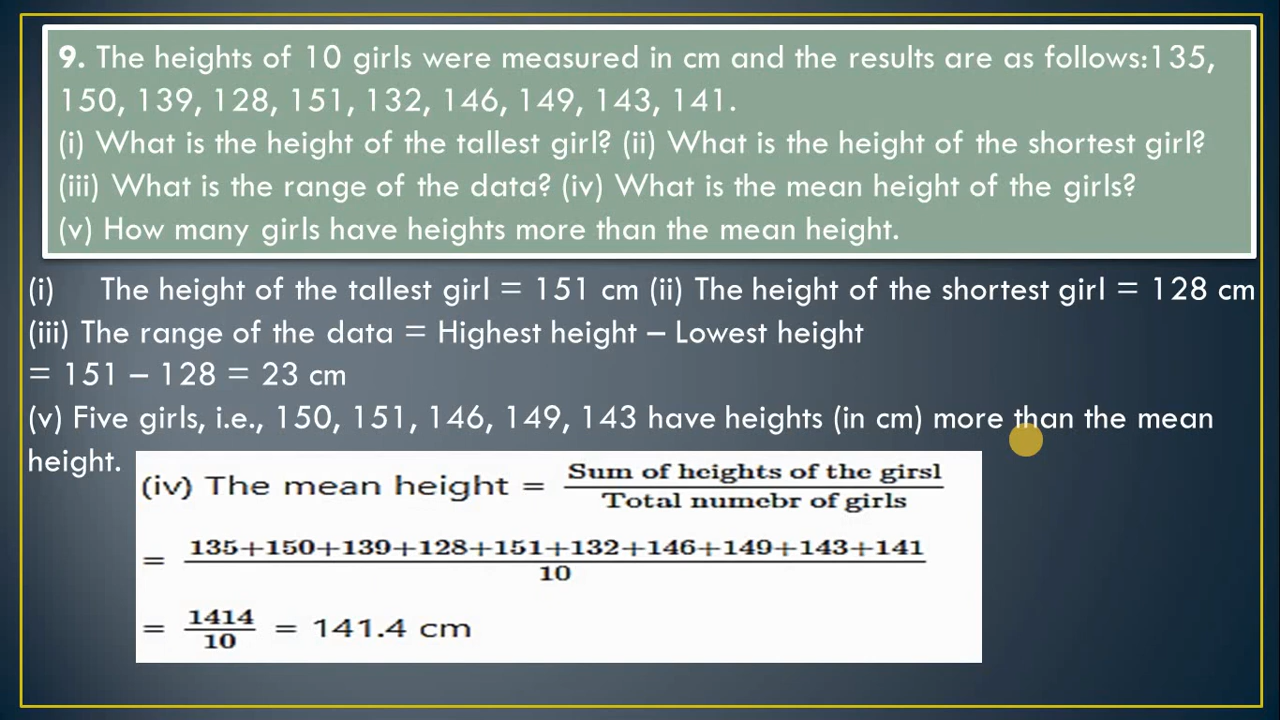 9. The heights of 10 girls were measured in cm and the results are as follows:135,
150, 139, 128, 151, 132, 146, 149, 143, 141.
(i) What is the height of the tallest girl? (ii) What is the height of the shortest girl?
(iii) What is the range of the data? (iv) What is the mean height of the girls?
(v) How many girls have heights more than the mean height.
(i) The height of the tallest girl = 151 cm (ii) The height of the shortest girl = 128 cm
(iii) The range of the data = Highest height – Lowest height
= 151 – 128 = 23 cm
(v) Five girls, i.e., 150, 151, 146, 149, 143 have heights (in cm) more than the mean
height.
(iv) The mean height = Sum of heights of the girsl / Total numebr of girls
= 135+150+139+128+151+132+146+149+143+141 / 10
= 1414 / 10 = 141.4 cm